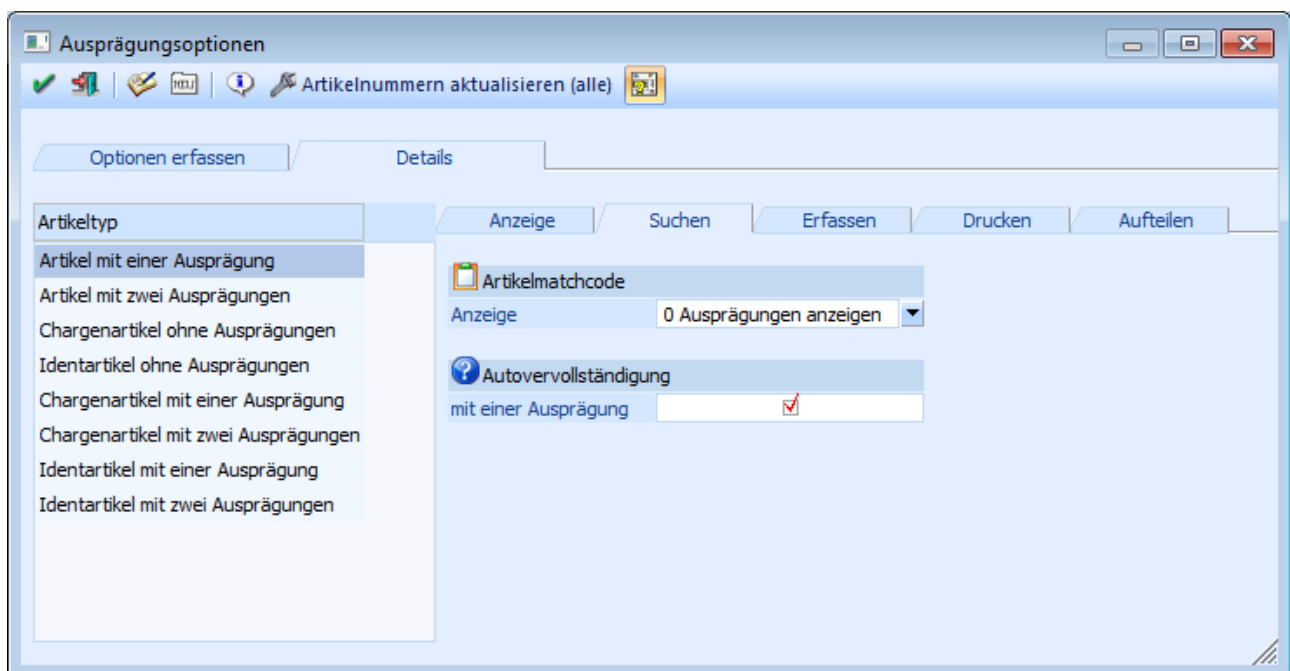 Ausprägungsoptionen
Artikelnummern aktualisieren (alle)
Optionen erfassen
Details
Artikeltyp
Artikel mit einer Ausprägung
Artikel mit zwei Ausprägungen
Chargenartikel ohne Ausprägungen
Identartikel ohne Ausprägungen
Chargenartikel mit einer Ausprägung
Chargenartikel mit zwei Ausprägungen
Identartikel mit einer Ausprägung
Identartikel mit zwei Ausprägungen
Anzeige
Suchen
Erfassen
Drucken
Aufteilen
Artikelmatchcode
Anzeige 0 Ausprägungen anzeigen
Autovervollständigung
mit einer Ausprägung